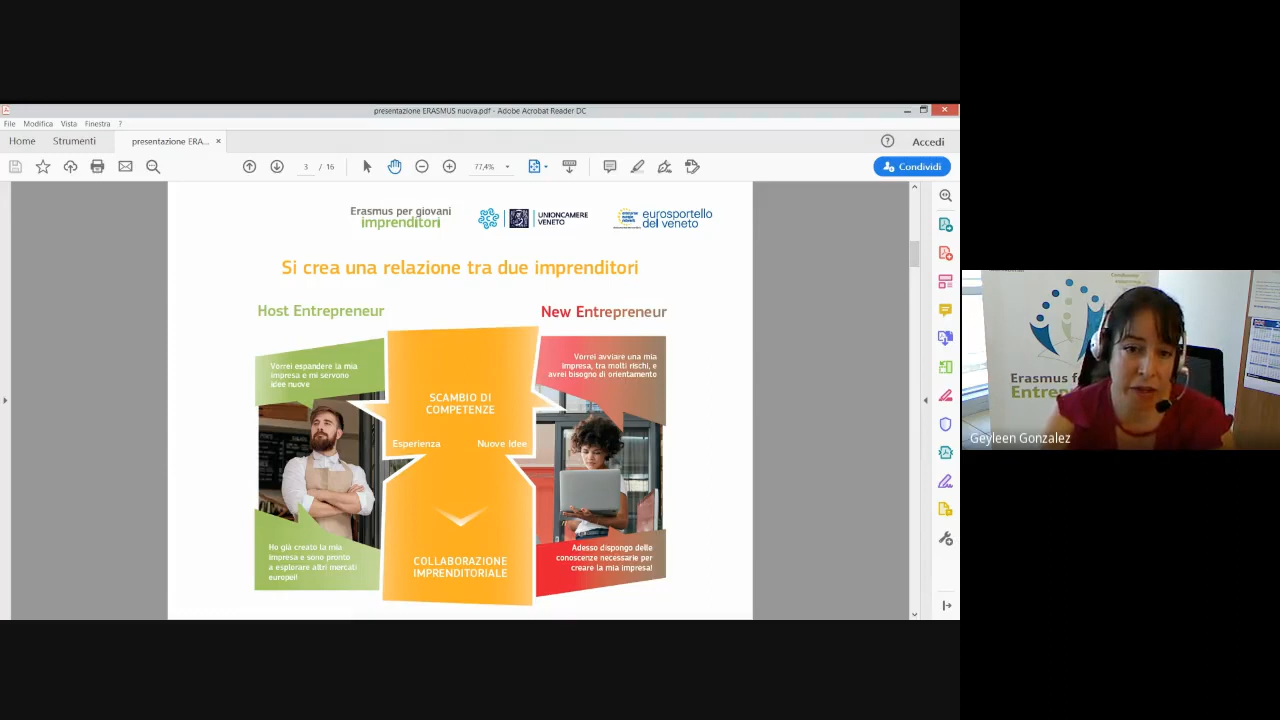 presentazione ERASMUS nuova.pdf - Adobe Acrobat Reader DC
File Modifica Vista Finestra ?
Home Strumenti presentazione ERA... ×
3 / 16 77,4% Condividi
? Accedi
Erasmus per giovani
imprenditori
UNIONCAMERE
VENETO
eurosportello
del veneto
Si crea una relazione tra due imprenditori
Host Entrepreneur
New Entrepreneur
Vorrei espandere la mia
impresa e mi servono
idee nuove
Vorrei avviare una mia
impresa, tra molti rischi, e
avrei bisogno di orientamento
SCAMBIO DI
COMPETENZE
Esperienza Nuove Idee
Ho già creato la mia
impresa e sono pronto
a esplorare altri mercati
europei!
COLLABORAZIONE
IMPRENDITORIALE
Adesso dispongo delle
conoscenze necessarie per
creare la mia impresa!
Erasmus f
Entre
Geyleen Gonzalez